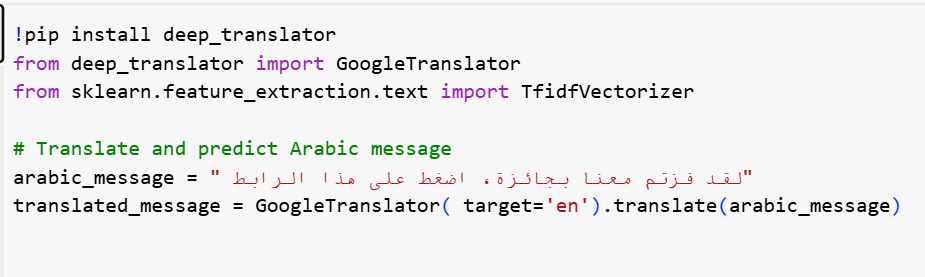 !pip install deep_translator
from deep_translator import GoogleTranslator
from sklearn.feature_extraction.text import TfidfVectorizer
# Translate and predict Arabic message
arabic_message = " لقد فزتم معنا بجائزة، اضغط على هذا الرابط"
translated_message = GoogleTranslator( target='en').translate(arabic_message)